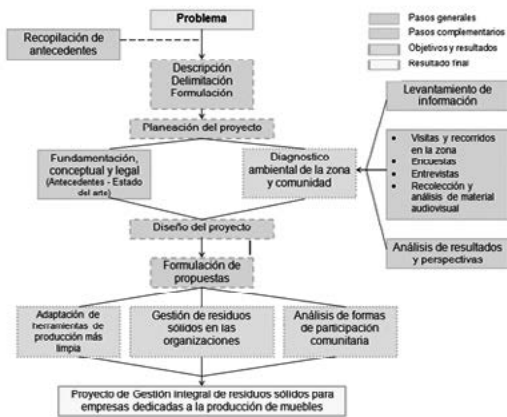 Problema
Pasos generales
Pasos complementarios
Objetivos y resultados
Resultado final
Recopilación de
antecedentes
Descripción
Delimitación
Formulación
Planeación del proyecto
Fundamentación,
conceptual y legal
(Antecedentes - Estado
del arte)
Diagnostico
ambiental de la zona
y comunidad
Levantamiento de
información
• Visitas y recorridos
en la zona
• Encuestas
• Entrevistas
• Recolección y
análisis de material
audiovisual
Análisis de resultados
y perspectivas
Diseño del proyecto
Formulación de
propuestas
Adaptación de
herramientas de
producción más
limpia
Gestión de residuos
sólidos en las
organizaciones
Análisis de formas
de participación
comunitaria
Proyecto de Gestión Integral de residuos sólidos para
empresas dedicadas a la producción de muebles